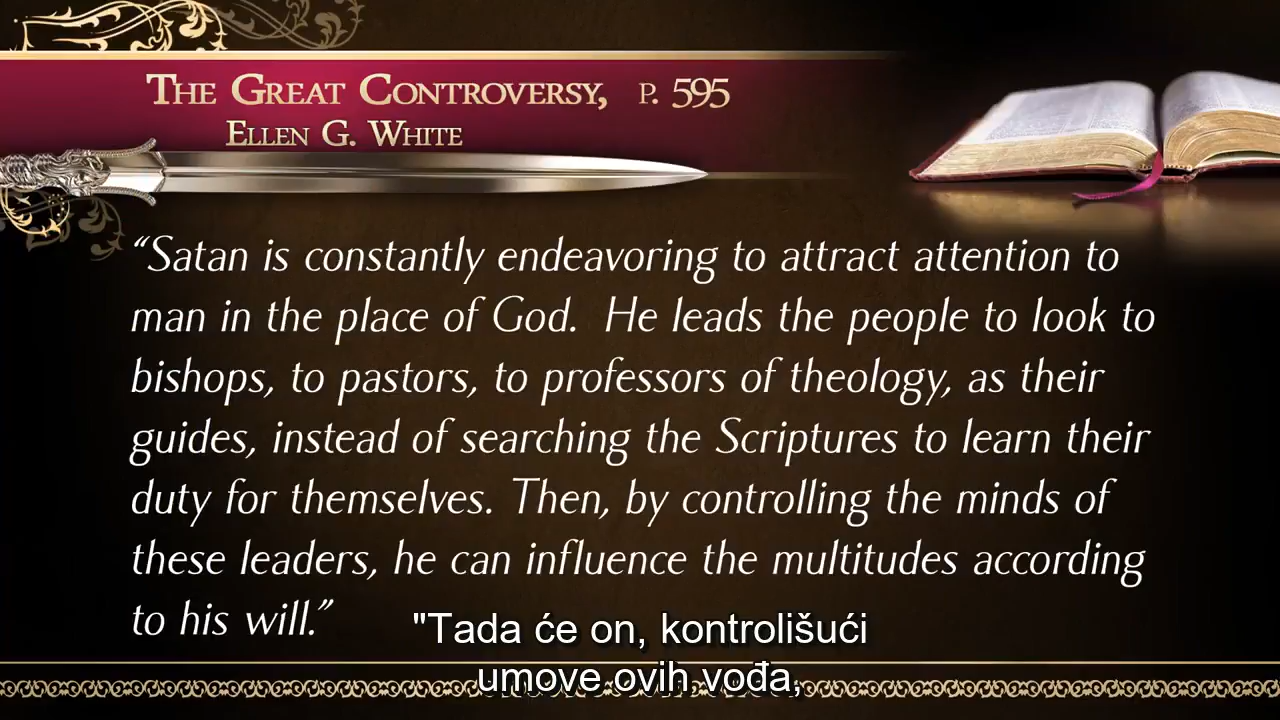 THE GREAT CONTROVERSY, P. 595
ELLEN G. WHITE
“Satan is constantly endeavoring to attract attention to
man in the place of God. He leads the people to look to
bishops, to pastors, to professors of theology, as their
guides, instead of searching the Scriptures to learn their
duty for themselves. Then, by controlling the minds of
these leaders, he can influence the multitudes according
to his will.”
"Tada će on, kontrolišući
umove ovih vođa,